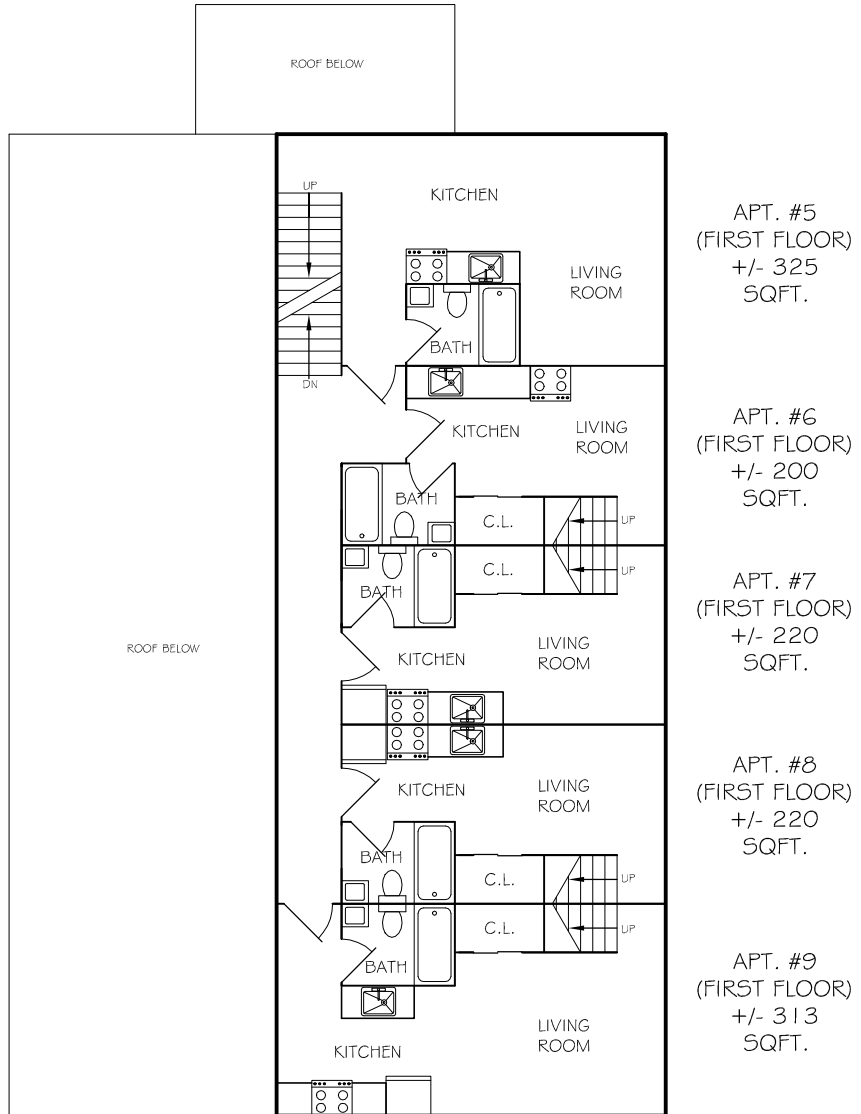 ROOF BELOW
UP
KITCHEN
APT. #5
(FIRST FLOOR)
+/- 325
SQFT.
LIVING
ROOM
BATH
DN
KITCHEN
LIVING
ROOM
APT. #6
(FIRST FLOOR)
+/- 200
SQFT.
BATH
C.L.
UP
C.L.
UP
BATH
APT. #7
(FIRST FLOOR)
+/- 220
SQFT.
ROOF BELOW
KITCHEN
LIVING
ROOM
KITCHEN
LIVING
ROOM
APT. #8
(FIRST FLOOR)
+/- 220
SQFT.
BATH
C.L.
UP
C.L.
UP
BATH
APT. #9
(FIRST FLOOR)
+/- 313
SQFT.
KITCHEN
LIVING
ROOM